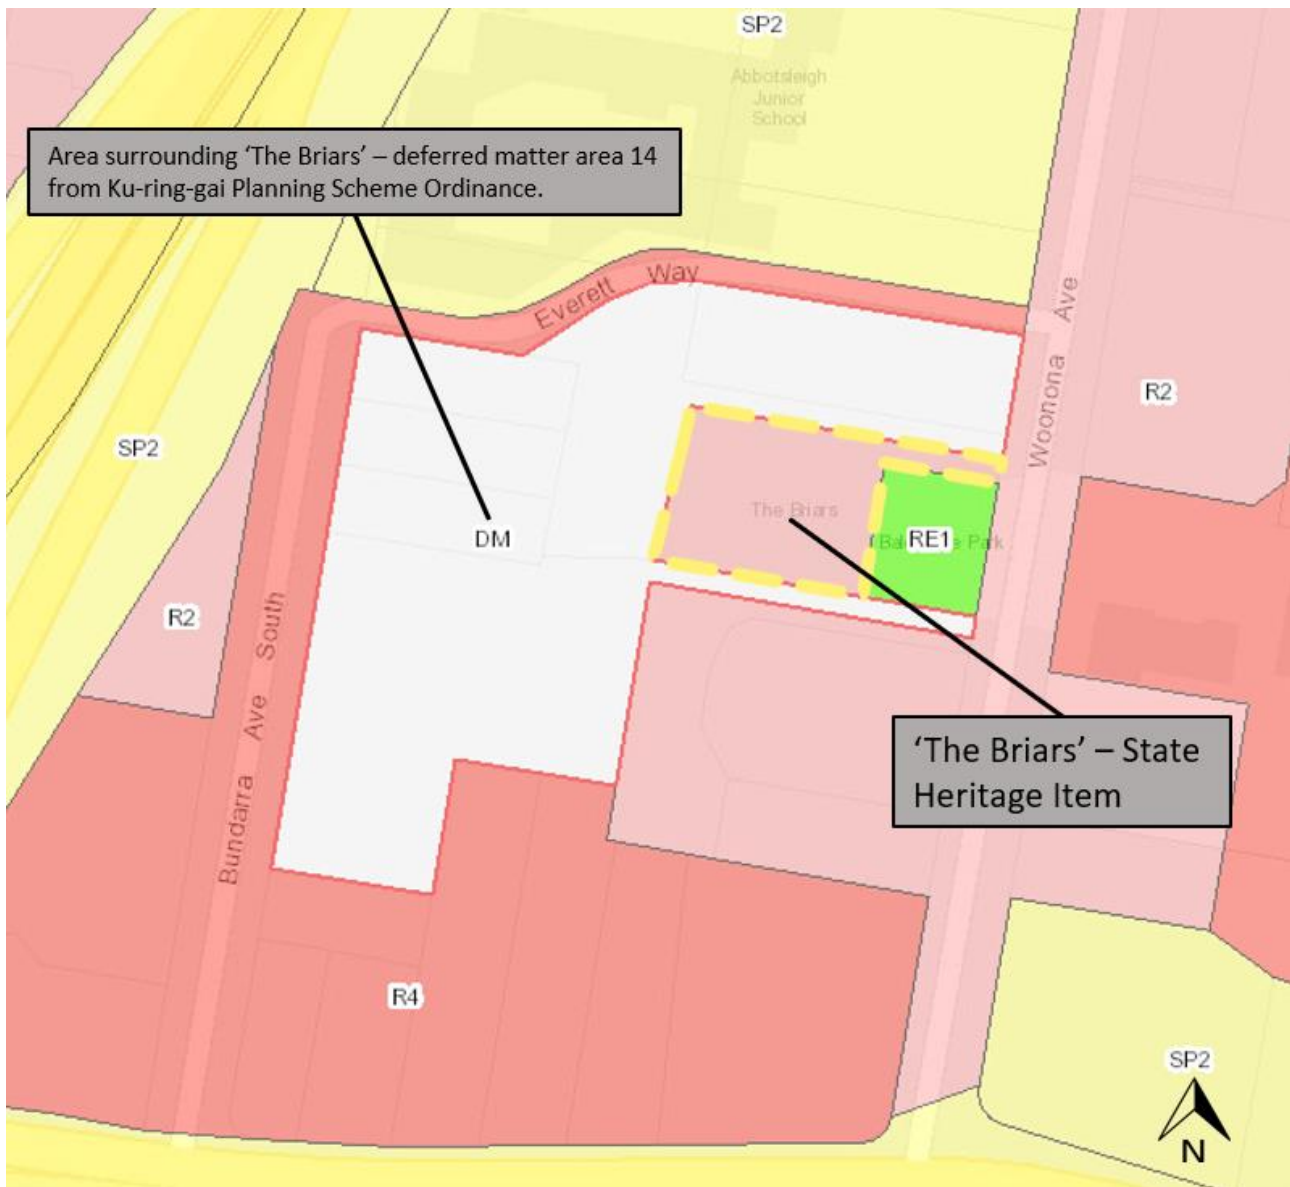 SP2
Abbotsleigh
Junior
School
Area surrounding ‘The Briars’ – deferred matter area 14
from Ku-ring-gai Planning Scheme Ordinance.
Everett Way
Woonona Ave
R2
SP2
The Briars
RE1
Park
DM
R2
Bundarra Ave South
‘The Briars’ – State
Heritage Item
R4
SP2
N